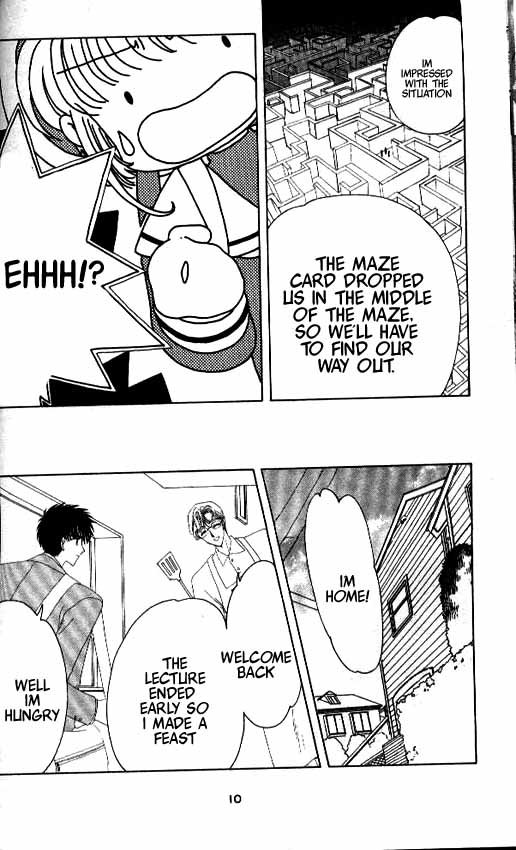 IM
IMPRESSED
WITH THE
SITUATION
THE MAZE
CARD DROPPED
US IN THE MIDDLE
OF THE MAZE.
SO WE'LL HAVE
TO FIND OUR
WAY OUT.
EHHH!?
IM
HOME!
WELCOME
BACK
THE
LECTURE
ENDED
EARLY SO
I MADE A
FEAST
WELL
IM
HUNGRY
10